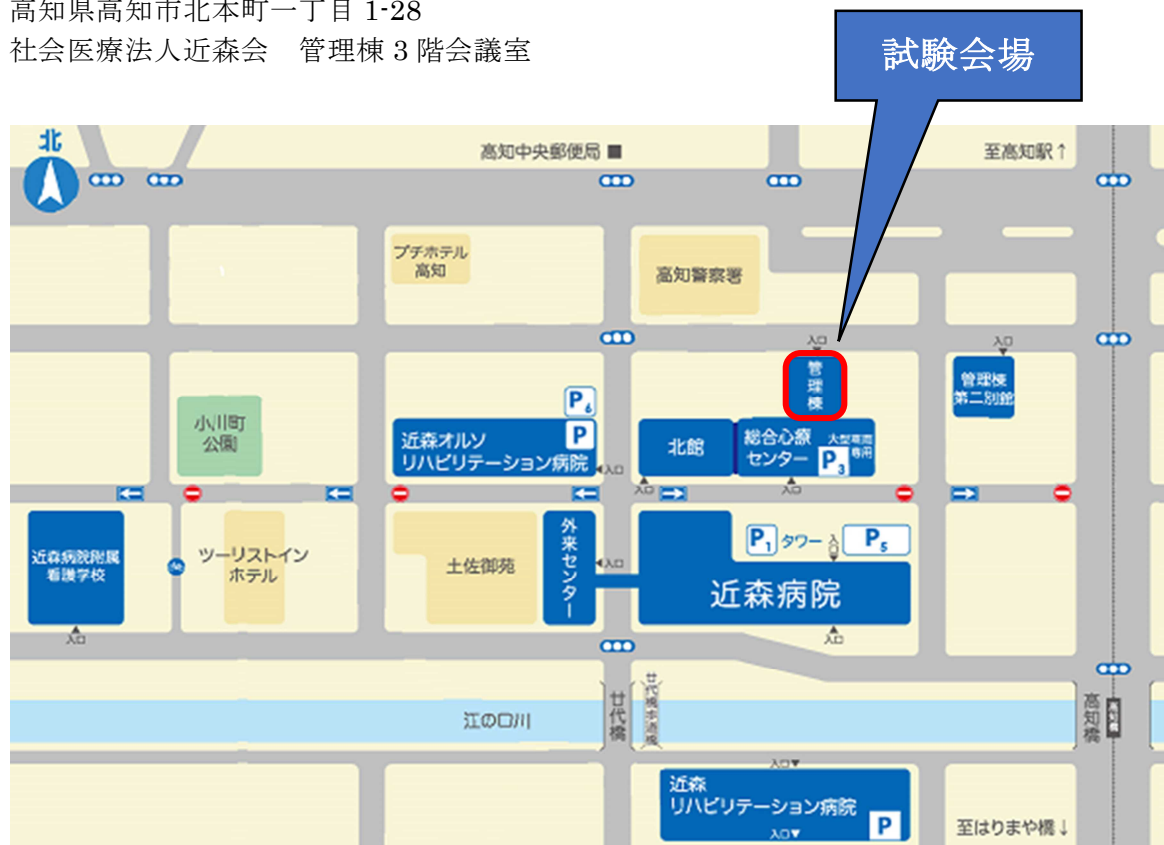 高知県高知市北本町一丁目 1-28
社会医療法人近森会　管理棟 3 階会議室
試験会場
北
高知中央郵便局 ■
至高知駅↑
プチホテル
高知
高知警察署
入口
入口
管理棟
管理棟
第二別館
小川町
公園
P6
P
近森オルソ
リハビリテーション病院
入口
北館
総合心療
センター
大型車両
専用
P3
入口
入口
入口
近森病院附属
看護学校
入口
ツーリストイン
ホテル
土佐御苑
外来センター
入口
P1
タワー
入口
P5
近森病院
入口
江の口川
廿代橋
廿代橋歩道橋
高知橋
高知橋
入口▼
近森
リハビリテーション病院
P
入口▼
至はりまや橋↓